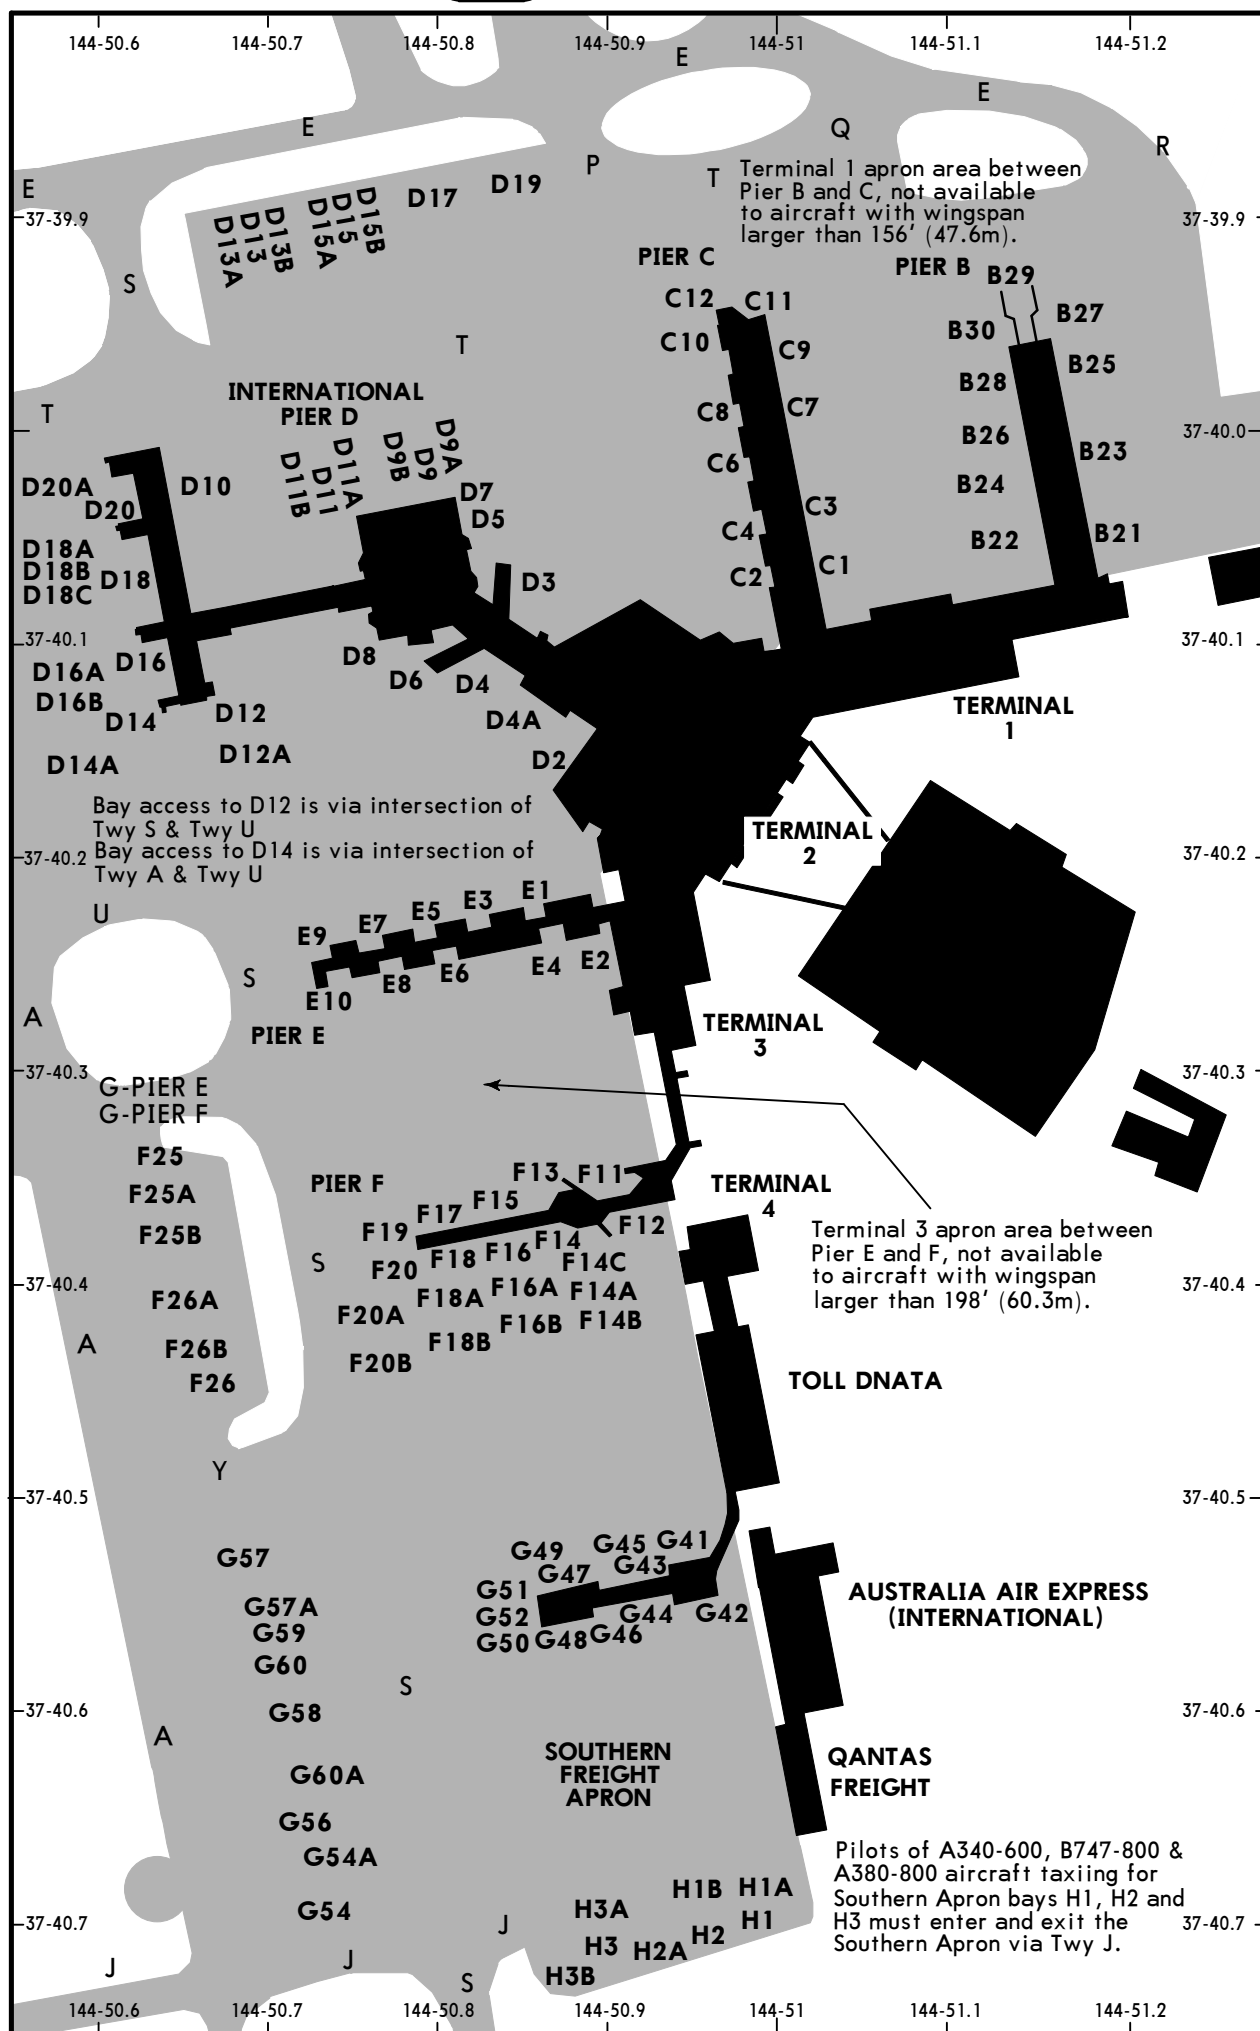 144-50.6 144-50.7 144-50.8 144-50.9 144-51 144-51.1 144-51.2
E
E
E
Q
R
P
T
E
37-39.9
37-39.9
D13A
D13
D13B
D15A
D15
D15B
D17
D19
Terminal 1 apron area between
Pier B and C, not available
to aircraft with wingspan
larger than 156' (47.6m).
PIER C
PIER B
S
T
T
B29
B30
B27
B28
B25
B26
B23
B24
B22
B21
C12
C11
C10
C9
C8
C7
C6
C3
C4
C1
C2
37-40.0
INTERNATIONAL
PIER D
D11B
D11
D11A
D9B
D9
D9A
D7
D5
D3
D20A
D20
D10
D18A
D18B
D18C
D18
37-40.1
37-40.1
D16A
D16
D16B
D14
D12
D14A
D12A
D8
D6
D4
D4A
D2
TERMINAL
1
Bay access to D12 is via intersection of
Twy S & Twy U
Bay access to D14 is via intersection of
Twy A & Twy U
37-40.2
37-40.2
TERMINAL
2
U
E9
E7
E5
E3
E1
E10
E8
E6
E4
E2
S
A
PIER E
TERMINAL
3
37-40.3
37-40.3
G-PIER E
G-PIER F
F25
F25A
F25B
F26A
F26B
F26
PIER F
F19
F17
F15
F13
F11
F20
F18
F16
F14
F12
F14C
F20A
F18A
F16A
F14A
F20B
F18B
F16B
F14B
S
TERMINAL
4
Terminal 3 apron area between
Pier E and F, not available
to aircraft with wingspan
larger than 198' (60.3m).
37-40.4
37-40.4
A
TOLL DNATA
Y
37-40.5
37-40.5
G57
G57A
G59
G60
G58
G60A
G56
G54A
G54
G49
G45
G41
G47
G43
G51
G52
G50
G48
G46
G44
G42
AUSTRALIA AIR EXPRESS
(INTERNATIONAL)
S
37-40.6
37-40.6
A
SOUTHERN
FREIGHT
APRON
QANTAS
FREIGHT
Pilots of A340-600, B747-800 &
A380-800 aircraft taxiing for
Southern Apron bays H1, H2 and
H3 must enter and exit the
Southern Apron via Twy J.
H1B
H1A
H3A
H1
H2
H3
H2A
H3B
37-40.7
37-40.7
J
J
J
S
144-50.6 144-50.7 144-50.8 144-50.9 144-51 144-51.1 144-51.2